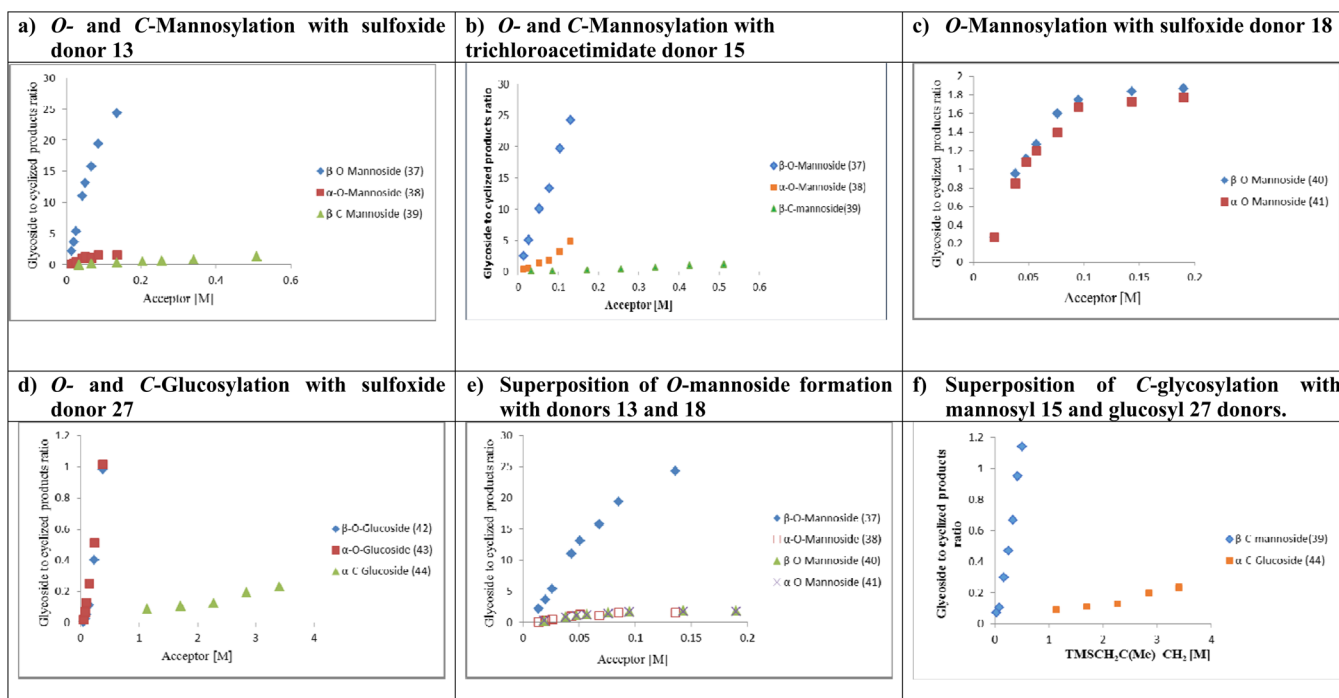 a) O- and C-Mannosylation with sulfoxide
donor 13
30
25
20
15
10
5
0
0
0.2
0.4
0.6
Glycoside to cyclized products ratio
Acceptor [M]
β-O-Mannoside (37)
α-O-Mannoside (38)
β-C-Mannoside (39)
b) O- and C-Mannosylation with
trichloroacetimidate donor 15
30
25
20
15
10
5
0
0
0.1
0.2
0.3
0.4
0.5
0.6
Glycoside to cyclized products ratio
Acceptor [M]
β-O-Mannoside (37)
α-O-Mannoside (38)
β-C-mannoside(39)
c) O-Mannosylation with sulfoxide donor 18
2
1.8
1.6
1.4
1.2
1
0.8
0.6
0.4
0.2
0
0
0.05
0.1
0.15
0.2
Glycoside to cyclized products ratio
Acceptor [M]
β O Mannoside (40)
α O Mannoside (41)
d) O- and C-Glucosylation with sulfoxide
donor 27
1.2
1
0.8
0.6
0.4
0.2
0
0
1
2
3
4
Glycoside to cyclized products ratio
Acceptor [M]
β-O-Glucoside (42)
α-O-Glucoside (43)
α C Glucoside (44)
e) Superposition of O-mannoside formation
with donors 13 and 18
30
25
20
15
10
5
0
0
0.05
0.1
0.15
0.2
Glycoside to cyclized products ratio
Acceptor [M]
β-O-Mannoside (37)
α-O-Mannoside (38)
β O Mannoside (40)
α O Mannoside (41)
f) Superposition of C-glycosylation with
mannosyl 15 and glucosyl 27 donors.
1.2
1
0.8
0.6
0.4
0.2
0
0
1
2
3
4
Glycoside to cyclized products
ratio
TMSCH2C(Me) CH2 [M]
β C mannoside (39)
α C Glucoside (44)